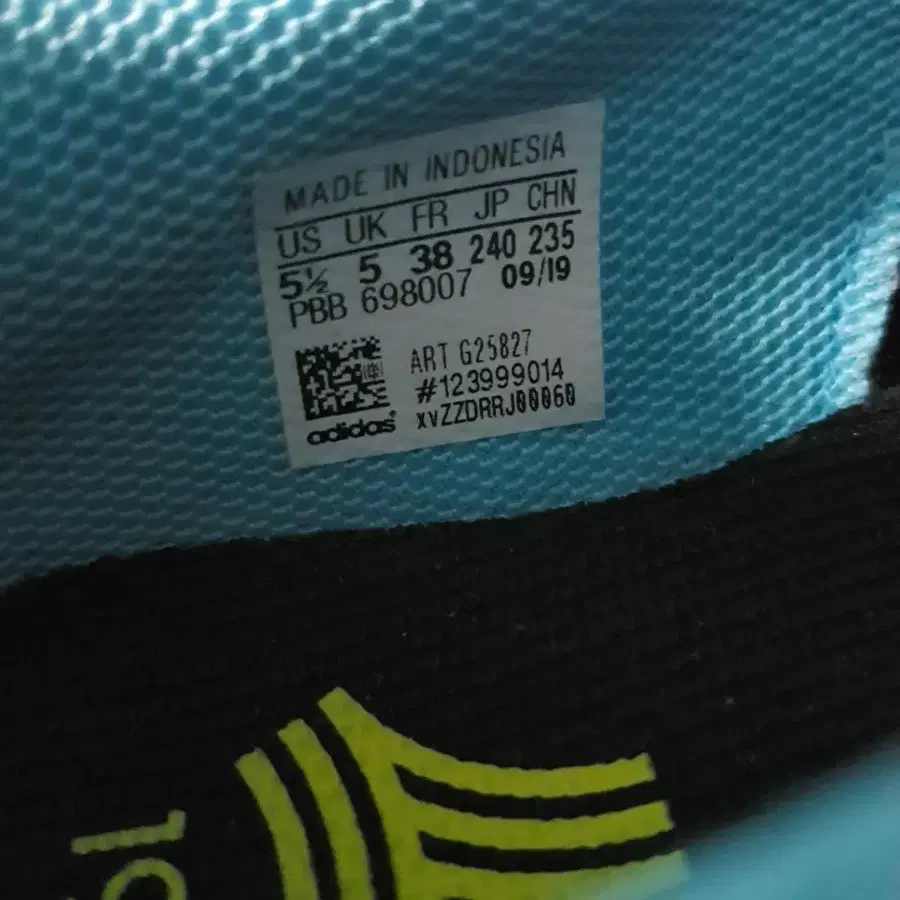 MADE IN INDONESIA
US UK FR JP CHN
5½ 5 38 240 235
PBB 698007 09/19
ART G25827
#123999014
xvZZDRRJ00060
adidas